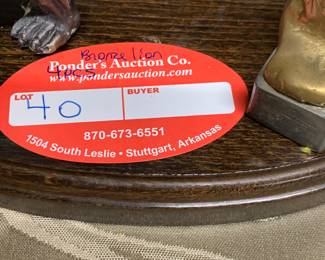 Bronze lion
Ponder's Auction Co.
www.pondersauction.com
LOT
BUYER
40
870-673-6551
1504 South Leslie • Stuttgart, Arkansas